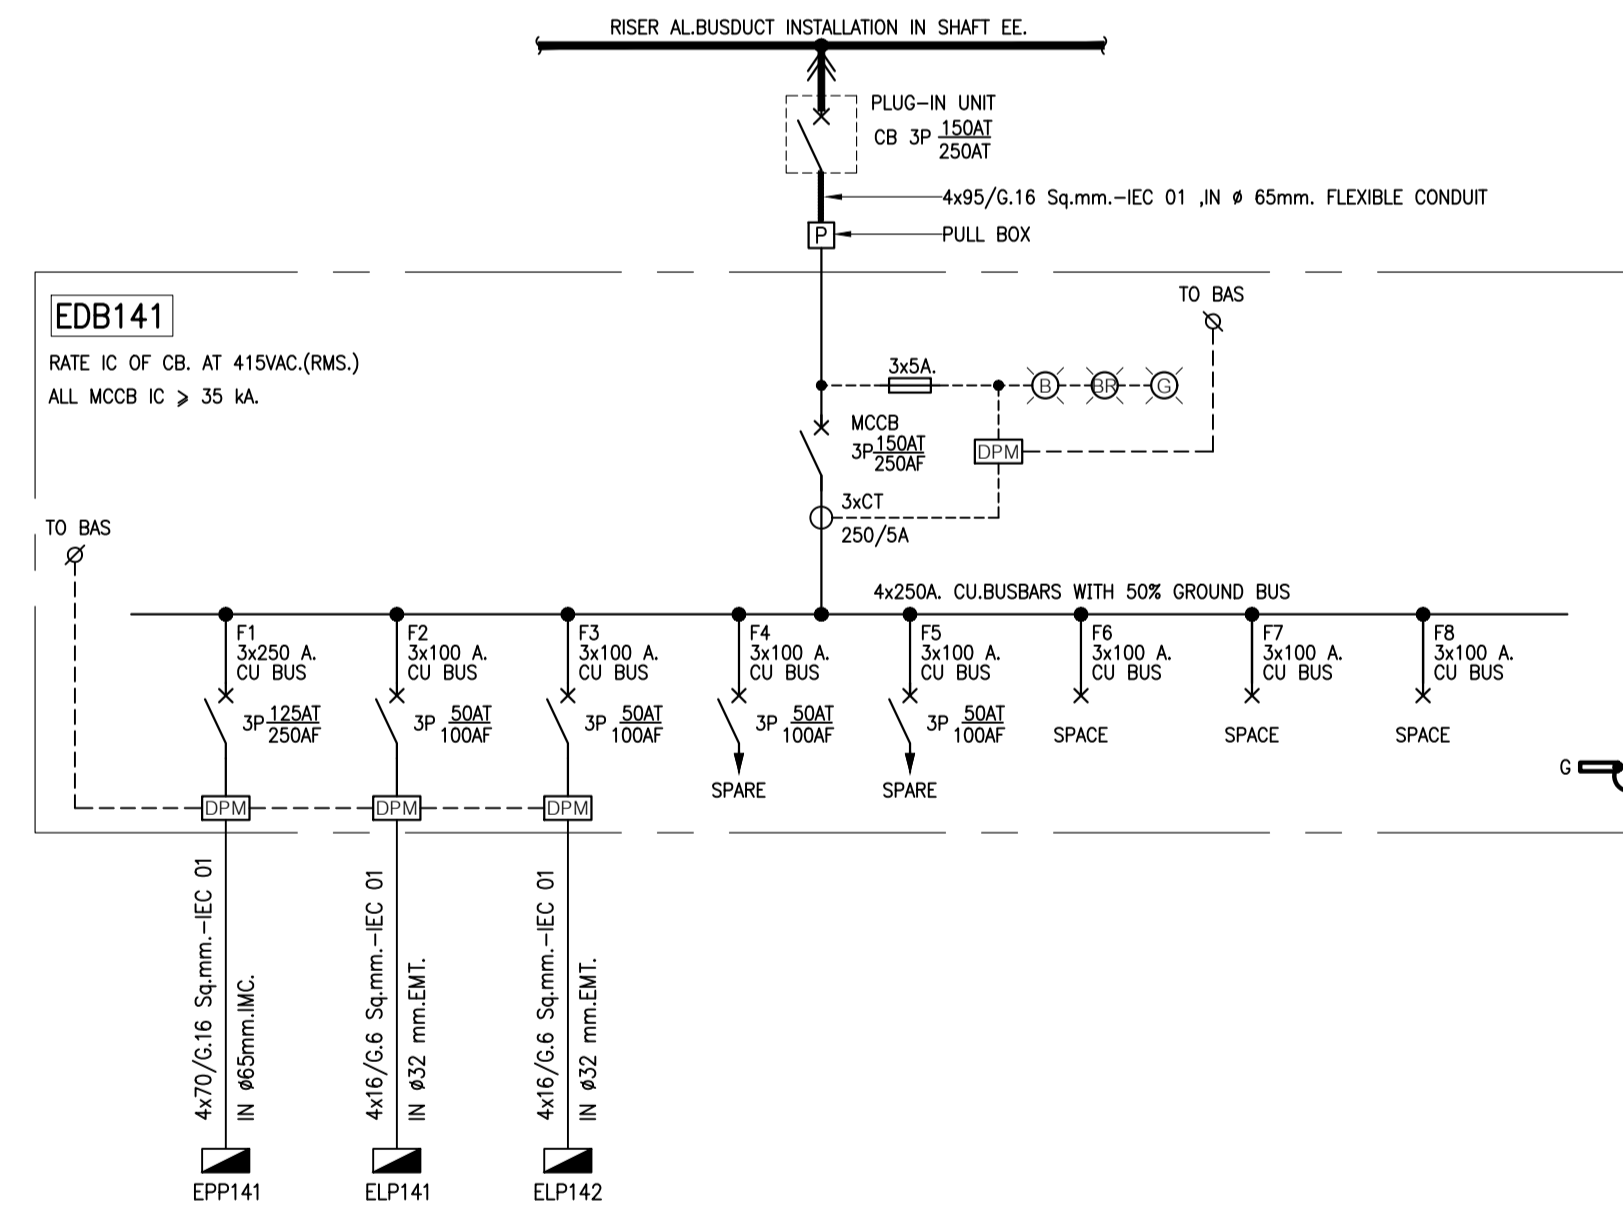 RISER AL.BUSDUCT INSTALLATION IN SHAFT EE.
PLUG-IN UNIT
CB 3P 150AT
250AT
4x95/G.16 Sq.mm.-IEC 01 ,IN ø 65mm. FLEXIBLE CONDUIT
P
PULL BOX
EDB141
RATE IC OF CB. AT 415VAC.(RMS.)
ALL MCCB IC ⩾ 35 kA.
TO BAS
3x5A.
B
BR
G
MCCB
3P 150AT
250AF
DPM
3xCT
250/5A
TO BAS
4x250A. CU.BUSBARS WITH 50% GROUND BUS
F1
3x250 A.
CU BUS
3P 125AT
250AF
F2
3x100 A.
CU BUS
3P 50AT
100AF
F3
3x100 A.
CU BUS
3P 50AT
100AF
F4
3x100 A.
CU BUS
3P 50AT
100AF
SPARE
F5
3x100 A.
CU BUS
3P 50AT
100AF
SPARE
F6
3x100 A.
CU BUS
SPACE
F7
3x100 A.
CU BUS
SPACE
F8
3x100 A.
CU BUS
SPACE
G
DPM
DPM
DPM
4x70/G.16 Sq.mm.-IEC 01
IN ø65mm.IMC.
4x16/G.6 Sq.mm.-IEC 01
IN ø32 mm.EMT.
4x16/G.6 Sq.mm.-IEC 01
IN ø32 mm.EMT.
EPP141
ELP141
ELP142